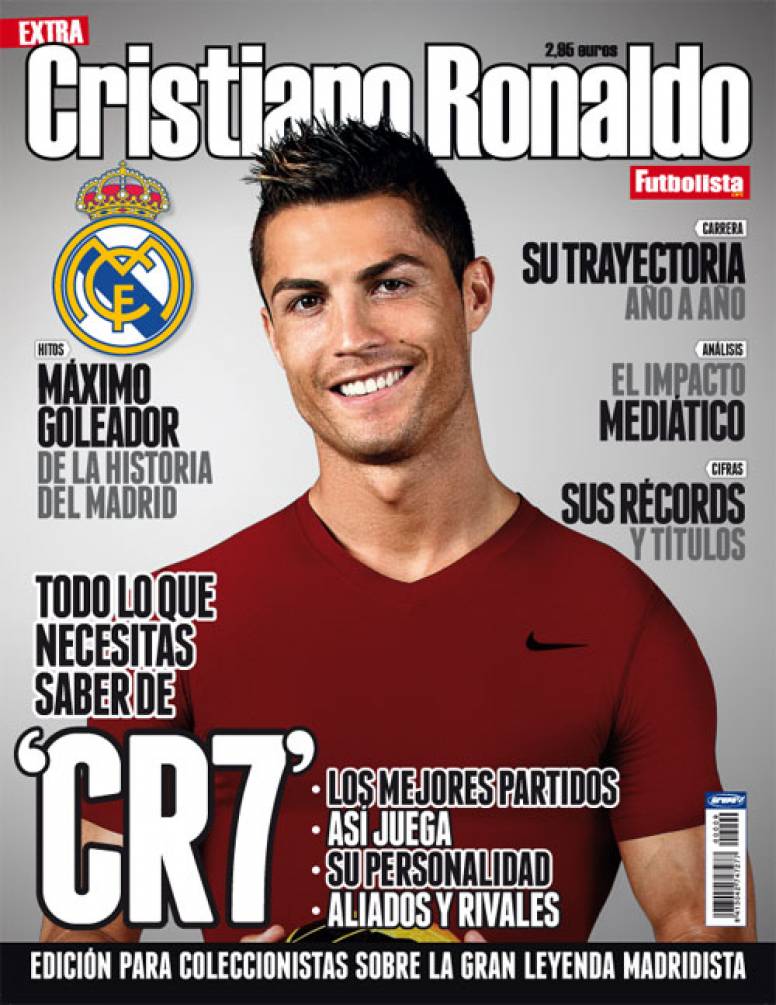 EXTRA
2,95 euros
Cristiano Ronaldo
Futbolista
CARRERA
SU TRAYECTORIA
AÑO A AÑO
HITOS
MÁXIMO
GOLEADOR
DE LA HISTORIA
DEL MADRID
ANÁLISIS
EL IMPACTO
MEDIÁTICO
CIFRAS
SUS RÉCORDS
Y TÍTULOS
TODO LO QUE
NECESITAS
SABER DE
‘CR7’
· LOS MEJORES PARTIDOS
· ASÍ JUEGA
· SU PERSONALIDAD
· ALIADOS Y RIVALES
EDICIÓN PARA COLECCIONISTAS SOBRE LA GRAN LEYENDA MADRIDISTA